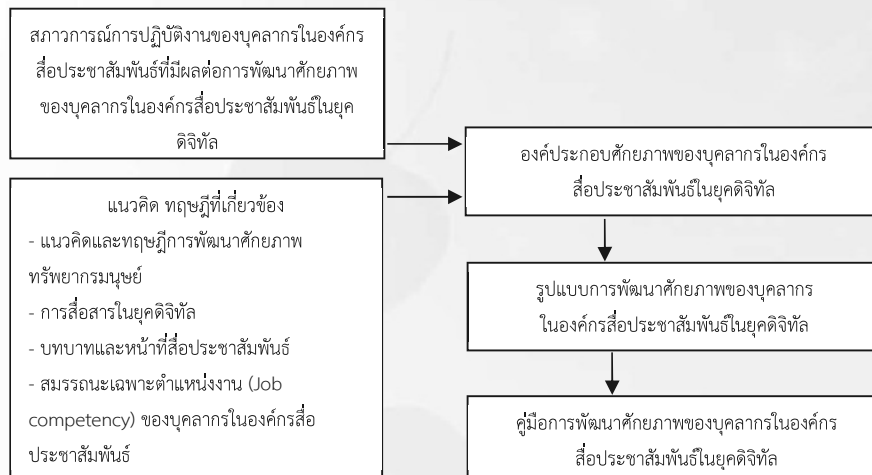 สภาวการณ์การปฏิบัติงานของบุคลากรในองค์กร
สื่อประชาสัมพันธ์ที่มีผลต่อการพัฒนาศักยภาพ
ของบุคลากรในองค์กรสื่อประชาสัมพันธ์ในยุค
ดิจิทัล
แนวคิด ทฤษฎีที่เกี่ยวข้อง
- แนวคิดและทฤษฎีการพัฒนาศักยภาพ
ทรัพยากรมนุษย์
- การสื่อสารในยุคดิจิทัล
- บทบาทและหน้าที่สื่อประชาสัมพันธ์
- สมรรถนะเฉพาะตำแหน่งงาน (Job
competency) ของบุคลากรในองค์กรสื่อ
ประชาสัมพันธ์
องค์ประกอบศักยภาพของบุคลากรในองค์กร
สื่อประชาสัมพันธ์ในยุคดิจิทัล
รูปแบบการพัฒนาศักยภาพของบุคลากร
ในองค์กรสื่อประชาสัมพันธ์ในยุคดิจิทัล
คู่มือการพัฒนาศักยภาพของบุคลากรในองค์กร
สื่อประชาสัมพันธ์ในยุคดิจิทัล